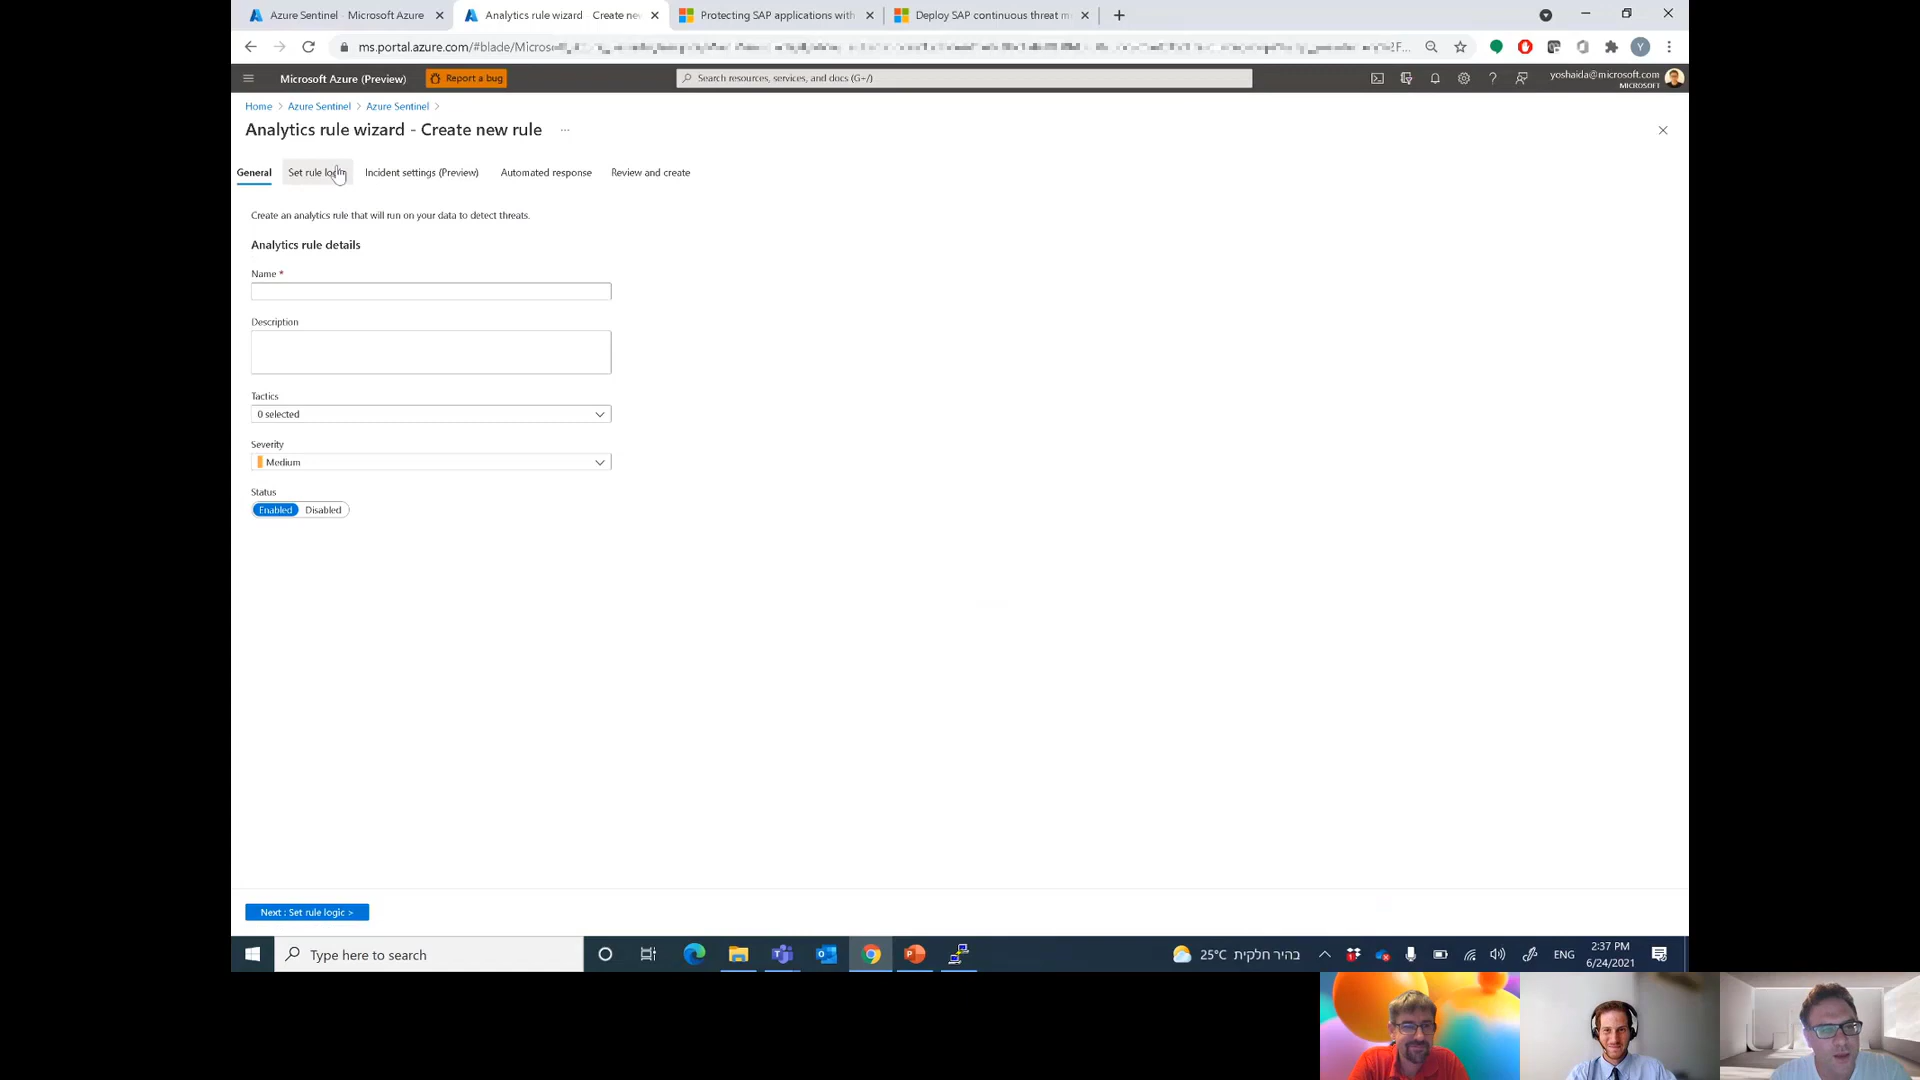 Azure Sentinel - Microsoft Azure
Analytics rule wizard - Create ne
Protecting SAP applications with
Deploy SAP continuous threat m
ms.portal.azure.com/#blade/Microso
2F...
Microsoft Azure (Preview)
Report a bug
Search resources, services, and docs (G+/)
yoshaida@microsoft.com
MICROSOFT
Home > Azure Sentinel > Azure Sentinel >
Analytics rule wizard - Create new rule ...
General
Set rule logic
Incident settings (Preview)
Automated response
Review and create
Create an analytics rule that will run on your data to detect threats.
Analytics rule details
Name *
Description
Tactics
0 selected
Severity
Medium
Status
Enabled
Disabled
Next : Set rule logic >
Type here to search
25°C בהיר חלקית
ENG
2:37 PM
6/24/2021